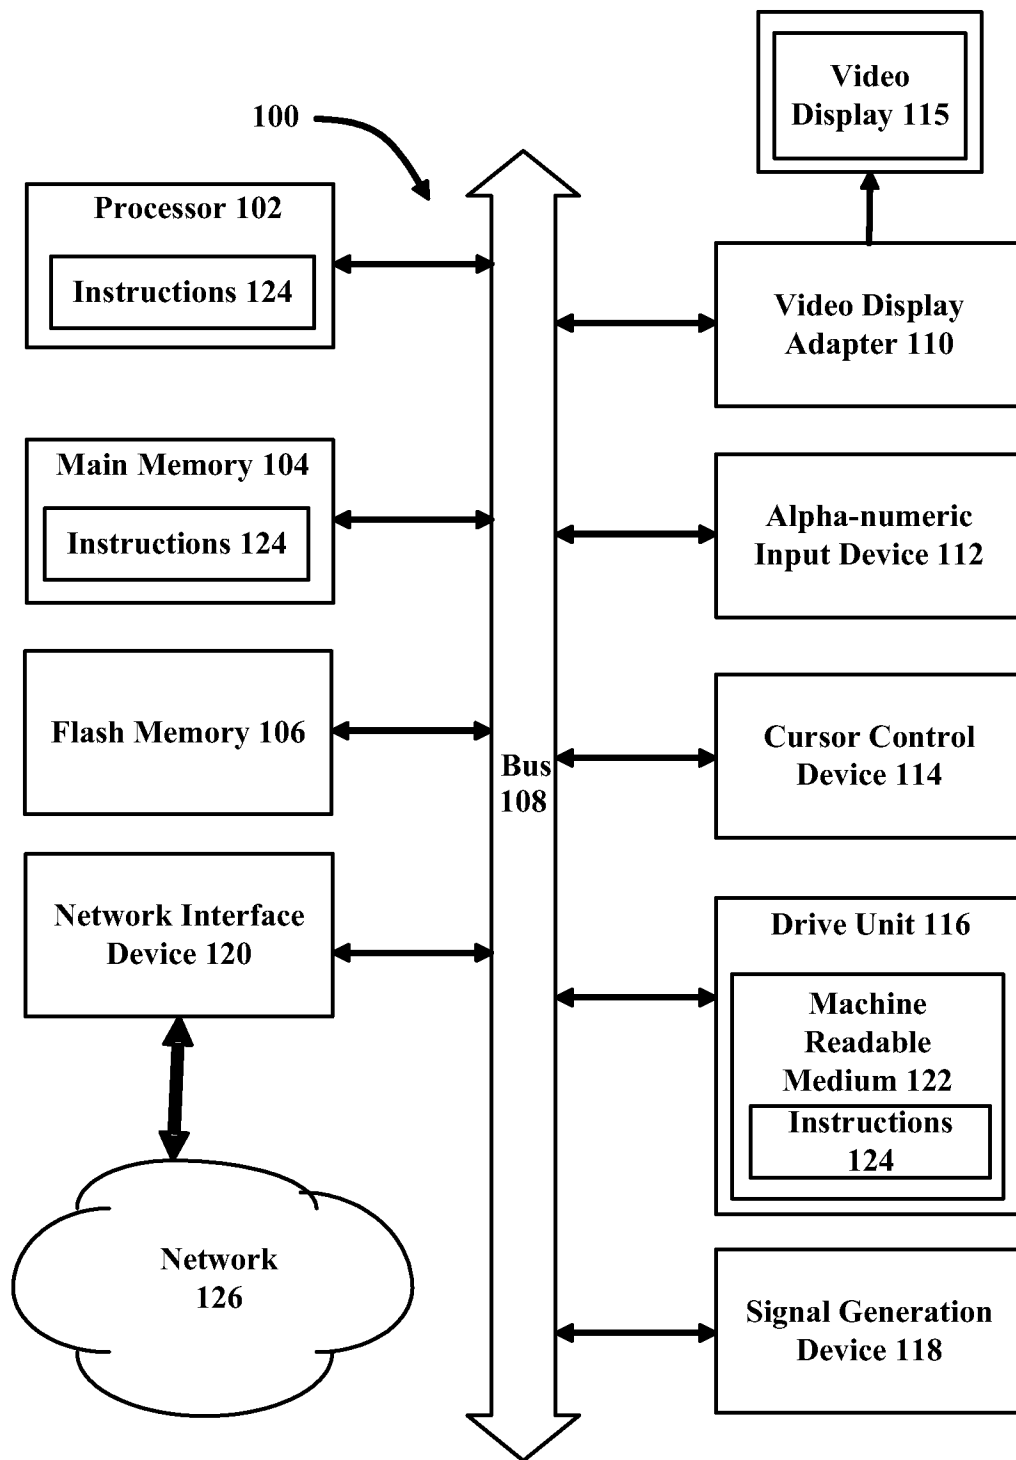 100
Processor 102
Instructions 124
Main Memory 104
Instructions 124
Flash Memory 106
Network Interface
Device 120
Network
126
Bus
108
Video
Display 115
Video Display
Adapter 110
Alpha-numeric
Input Device 112
Cursor Control
Device 114
Drive Unit 116
Machine
Readable
Medium 122
Instructions
124
Signal Generation
Device 118